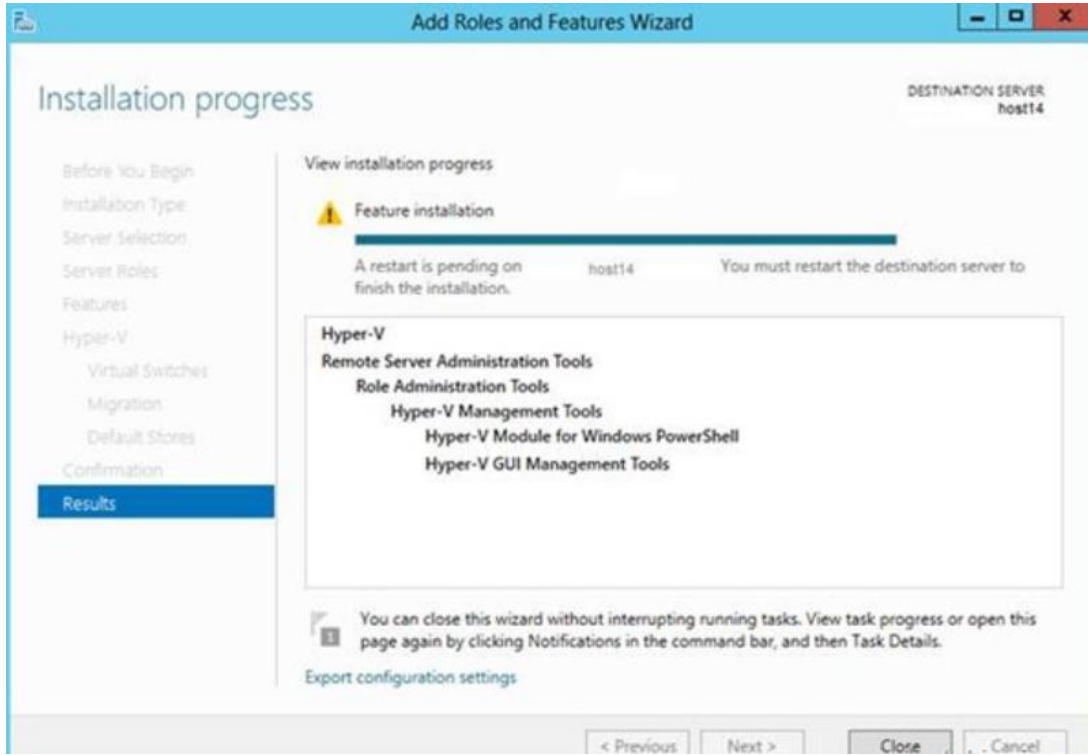 Add Roles and Features Wizard
Installation progress
DESTINATION SERVER
host14
Before You Begin
Installation Type
Server Selection
Server Roles
Features
Hyper-V
Virtual Switches
Migration
Default Stores
Confirmation
Results
View installation progress
Feature installation
A restart is pending on host14 You must restart the destination server to
finish the installation.
Hyper-V
Remote Server Administration Tools
Role Administration Tools
Hyper-V Management Tools
Hyper-V Module for Windows PowerShell
Hyper-V GUI Management Tools
1
You can close this wizard without interrupting running tasks. View task progress or open this
page again by clicking Notifications in the command bar, and then Task Details.
Export configuration settings
< Previous Next > Close Cancel